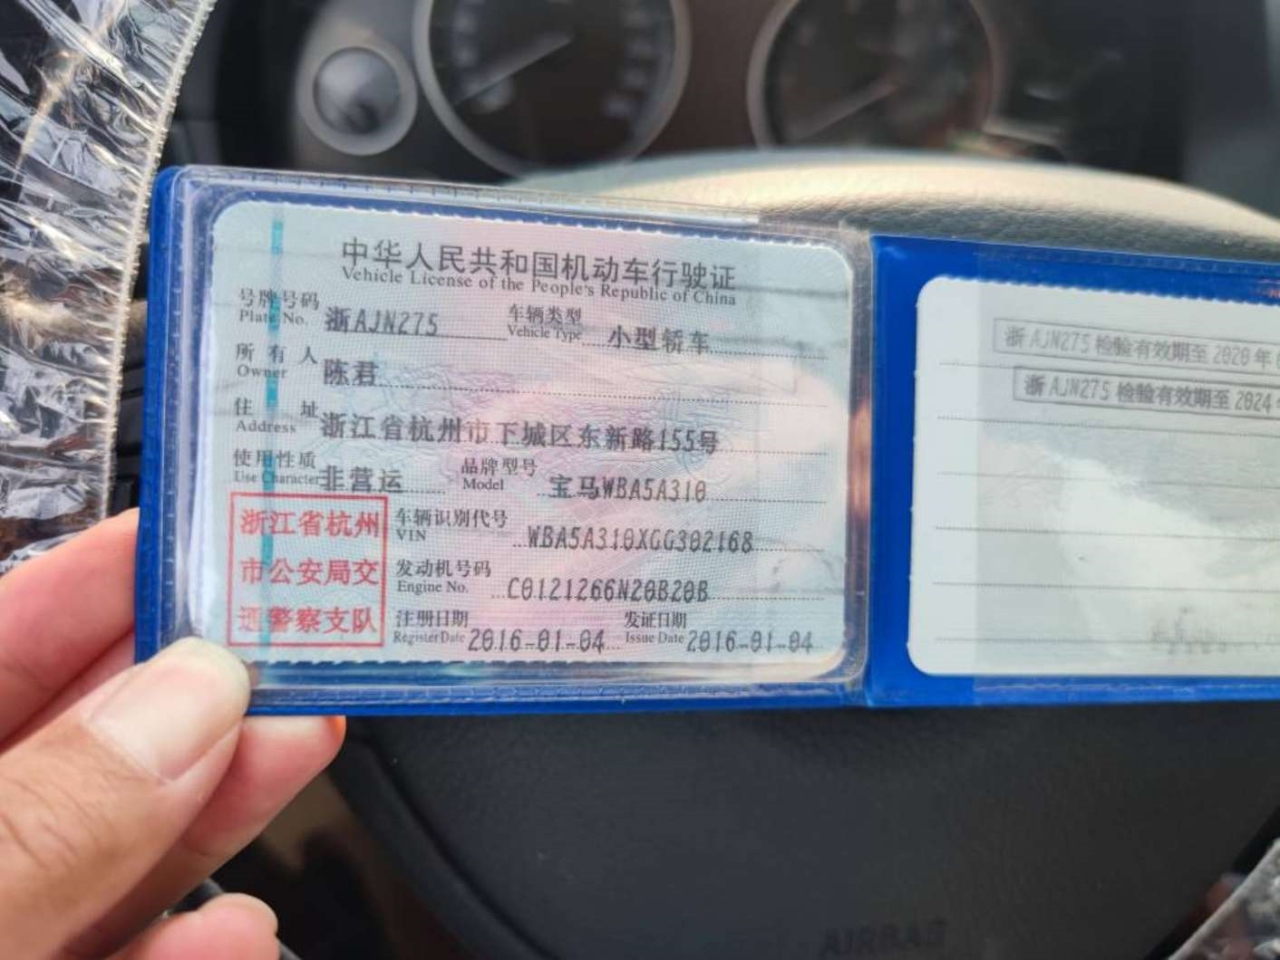 中华人民共和国机动车行驶证
Vehicle License of the People's Republic of China
号牌号码 浙AJN275 车辆类型 小型轿车
Plate No. Vehicle Type
所有人 陈君
Owner
住址 浙江省杭州市下城区东新路155号
Address
使用性质 非营运 品牌型号 宝马WBA5A310
Use Character Model
浙江省杭州
市公安局交
通警察支队
车辆识别代号 WBA5A310XGG302168
VIN
发动机号码 C0121266N20B20B
Engine No.
注册日期 2016-01-04 发证日期 2016-01-04
Register Date Issue Date
浙AJN275检验有效期至2020年
浙AJN275检验有效期至2024
AIRBAG